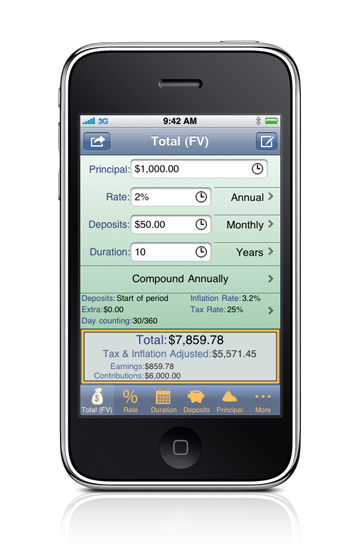 3G 9:42 AM
Total (FV)
Principal: $1,000.00
Rate: 2% Annual
Deposits: $50.00 Monthly
Duration: 10 Years
Compound Annually
Deposits: Start of period Inflation Rate: 3.2%
Extra: $0.00 Tax Rate: 25%
Day counting: 30/360
Total: $7,859.78
Tax & Inflation Adjusted: $5,571.45
Earnings: $859.78
Contributions: $6,000.00
Total (FV) Rate Duration Deposits Principal More